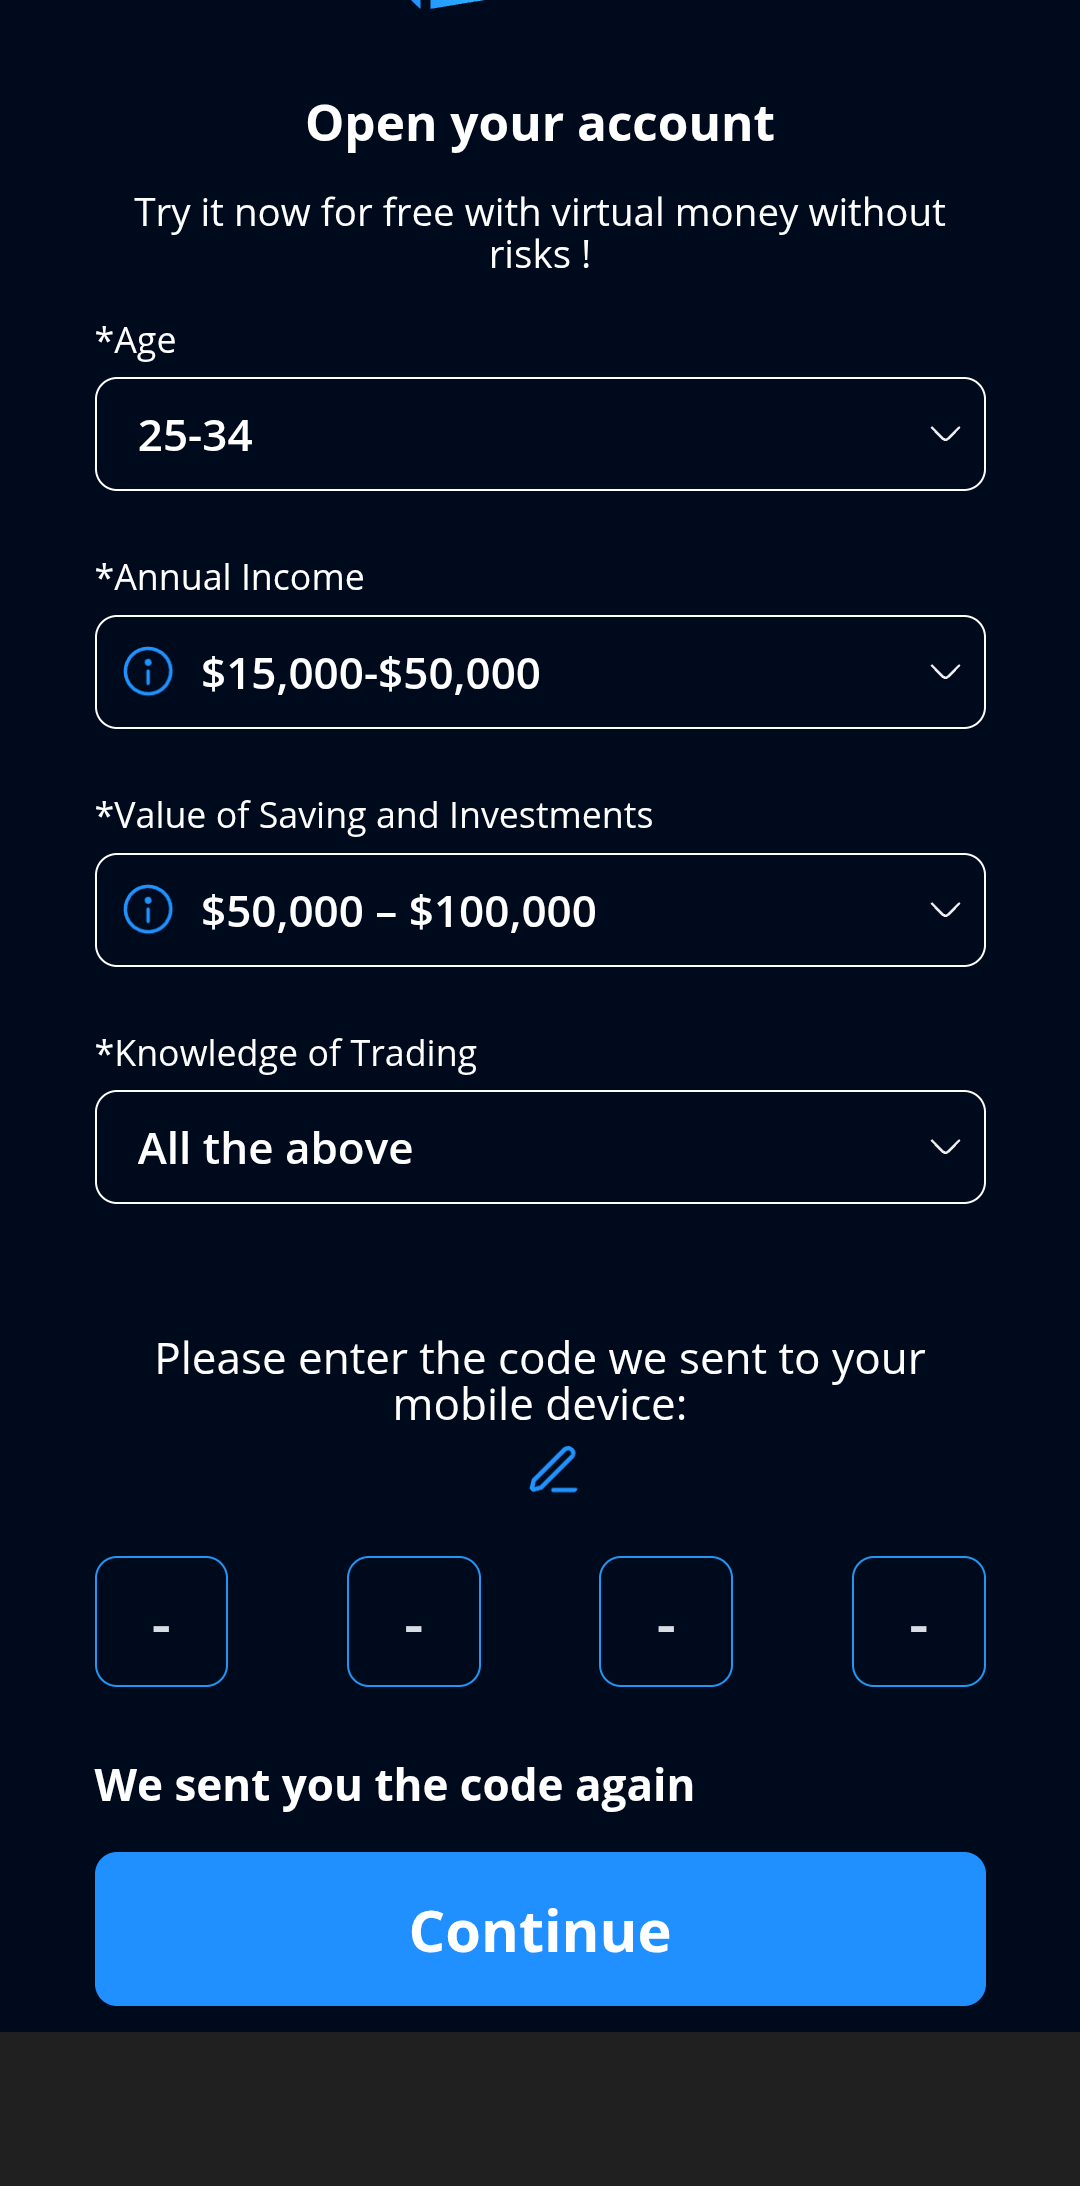 Open your account
Try it now for free with virtual money without
risks !
*Age
25-34
*Annual Income
$15,000-$50,000
*Value of Saving and Investments
$50,000 – $100,000
*Knowledge of Trading
All the above
Please enter the code we sent to your
mobile device:
- - - -
We sent you the code again
Continue